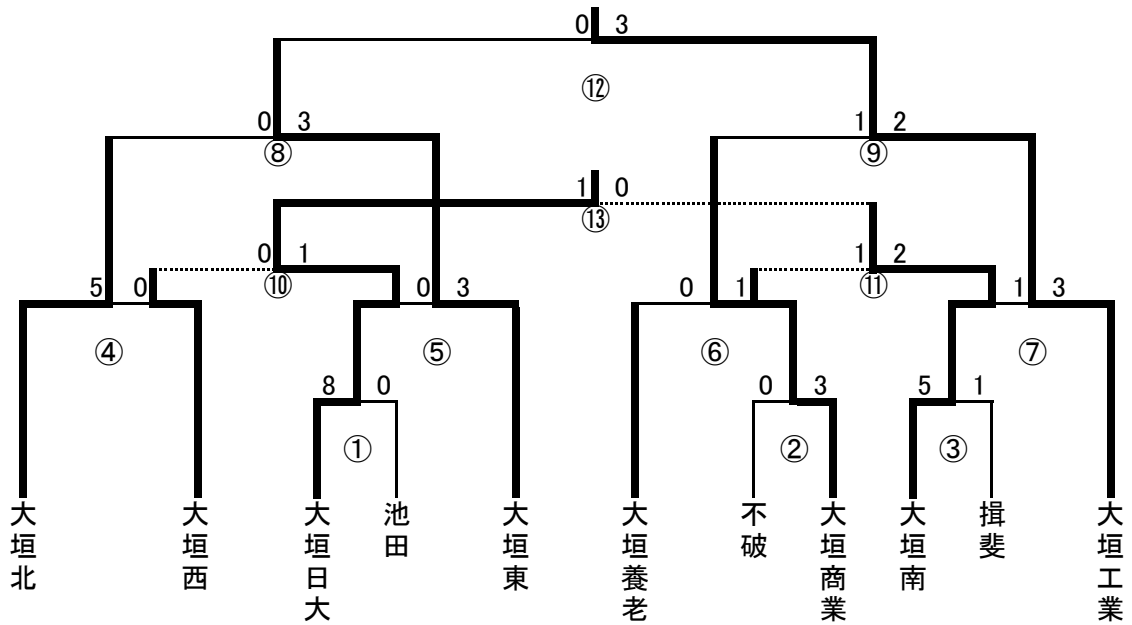 0 3
⑫
0 3
1 2
⑧
⑨
1 0
⑬
0 1
1 2
⑩
⑪
5 0
0 3
0 1
1 3
④
⑤
⑥
⑦
8 0
0 3
5 1
①
②
③
大垣北
大垣西
大垣日大
池田
大垣東
大垣養老
不破
大垣商業
大垣南
揖斐
大垣工業